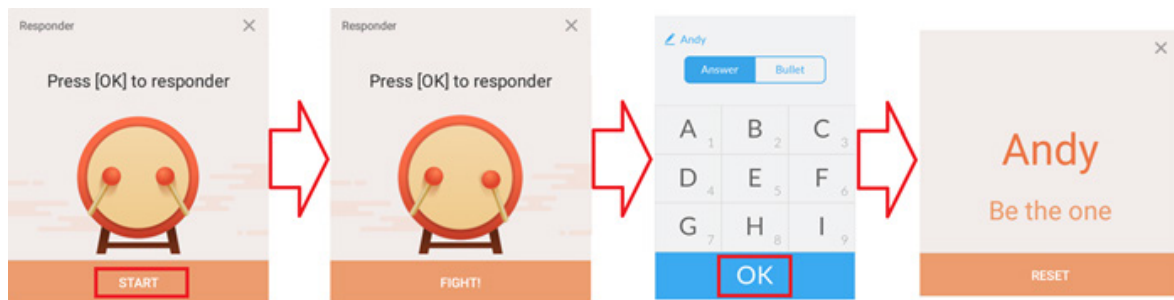 Responder
Press [OK] to responder
START
Responder
Press [OK] to responder
FIGHT!
Andy
Answer Bullet
A 1 B 2 C 3
D 4 E 5 F 6
G 7 H 8 I 9
OK
Andy
Be the one
RESET